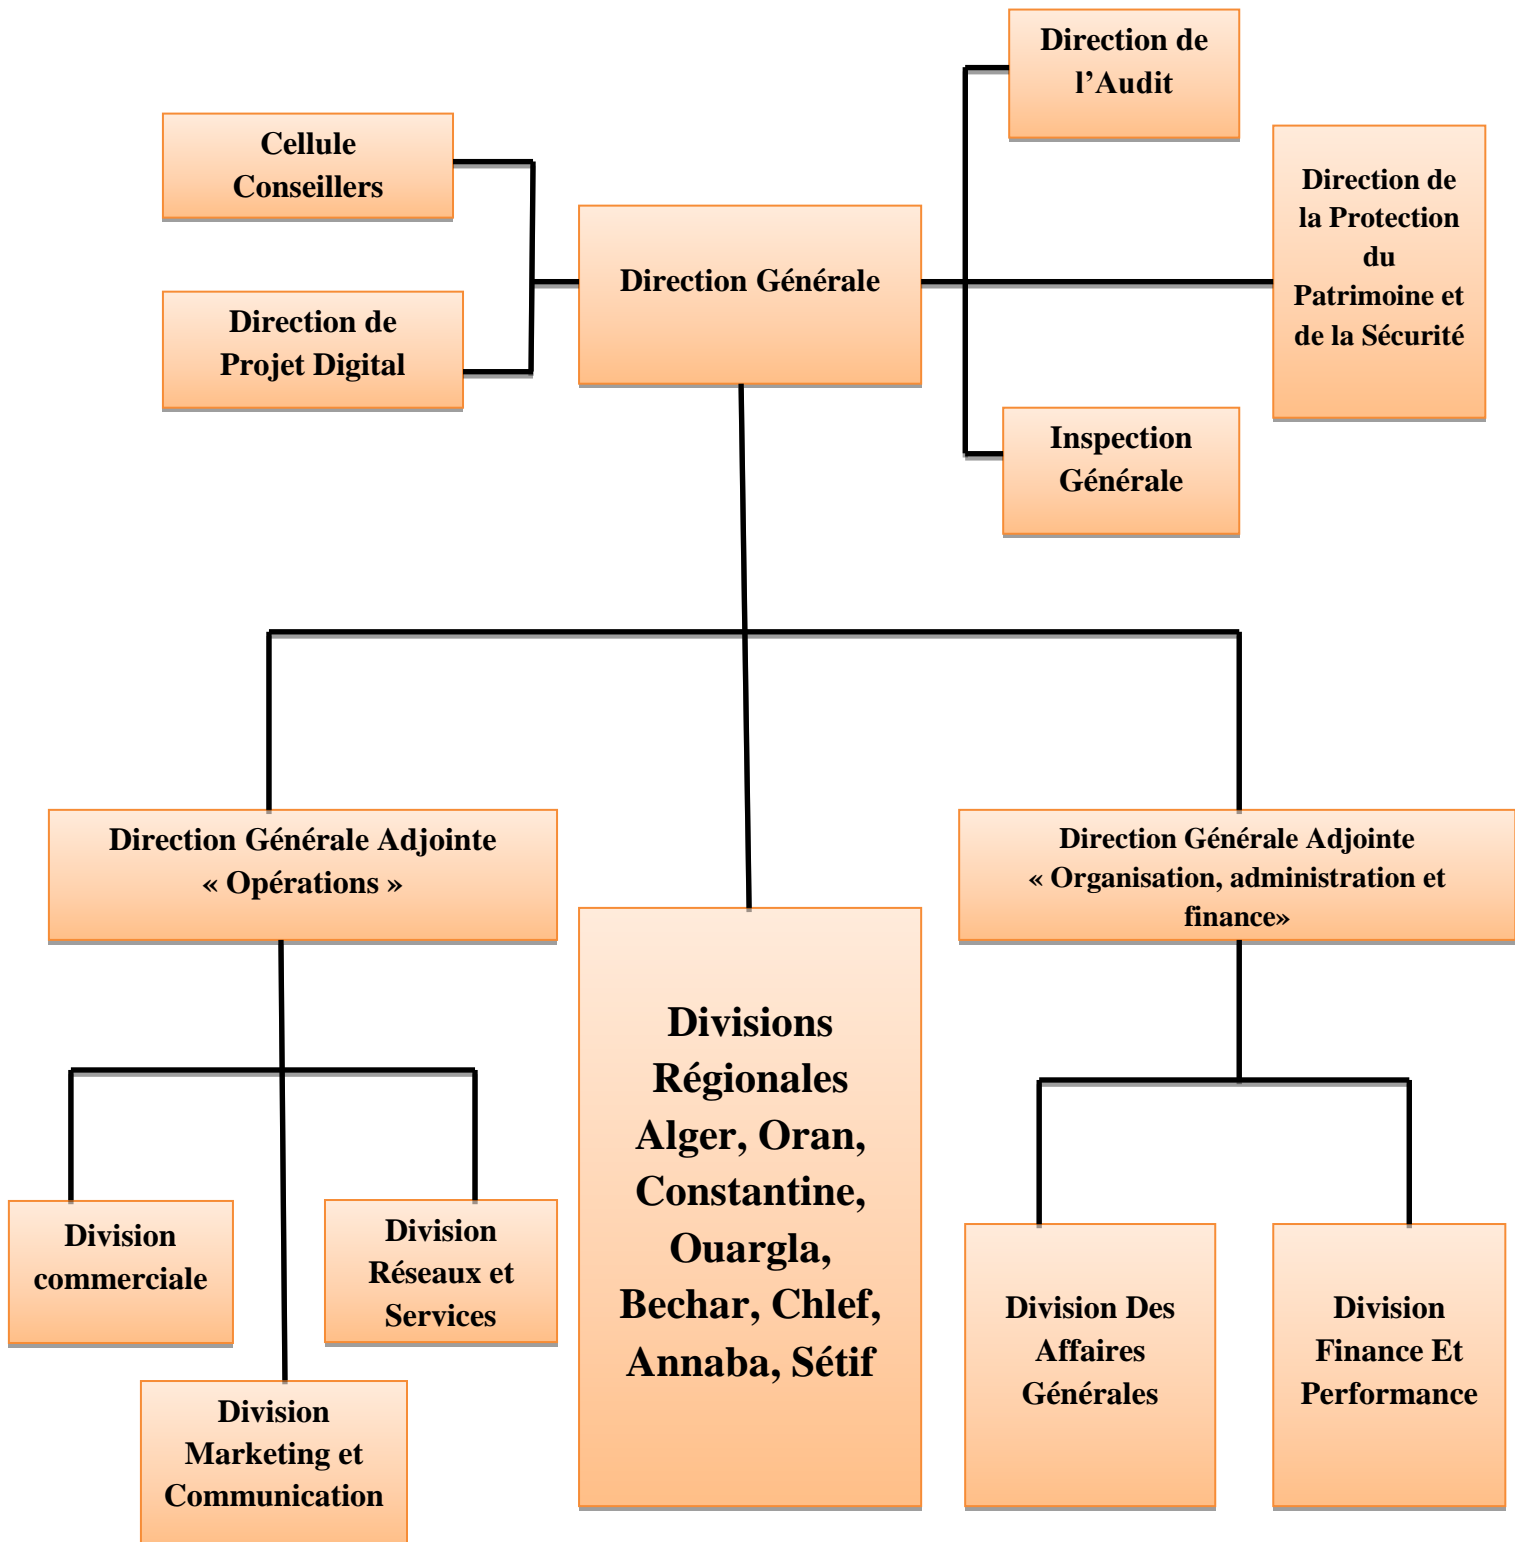 Direction de
l’Audit
Cellule
Conseillers
Direction de
la Protection
du
Patrimoine et
de la Sécurité
Direction Générale
Direction de
Projet Digital
Inspection
Générale
Direction Générale Adjointe
« Opérations »
Direction Générale Adjointe
« Organisation, administration et
finance»
Divisions
Régionales
Alger, Oran,
Constantine,
Ouargla,
Bechar, Chlef,
Annaba, Sétif
Division
commerciale
Division
Réseaux et
Services
Division
Marketing et
Communication
Division Des
Affaires
Générales
Division
Finance Et
Performance